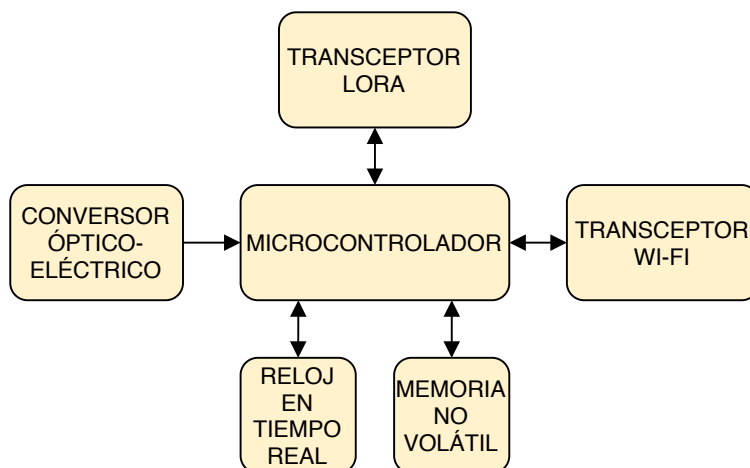 TRANSCEPTOR
LORA
CONVERSOR
ÓPTICO-
ELÉCTRICO
MICROCONTROLADOR
TRANSCEPTOR
WI-FI
RELOJ
EN
TIEMPO
REAL
MEMORIA
NO
VOLÁTIL